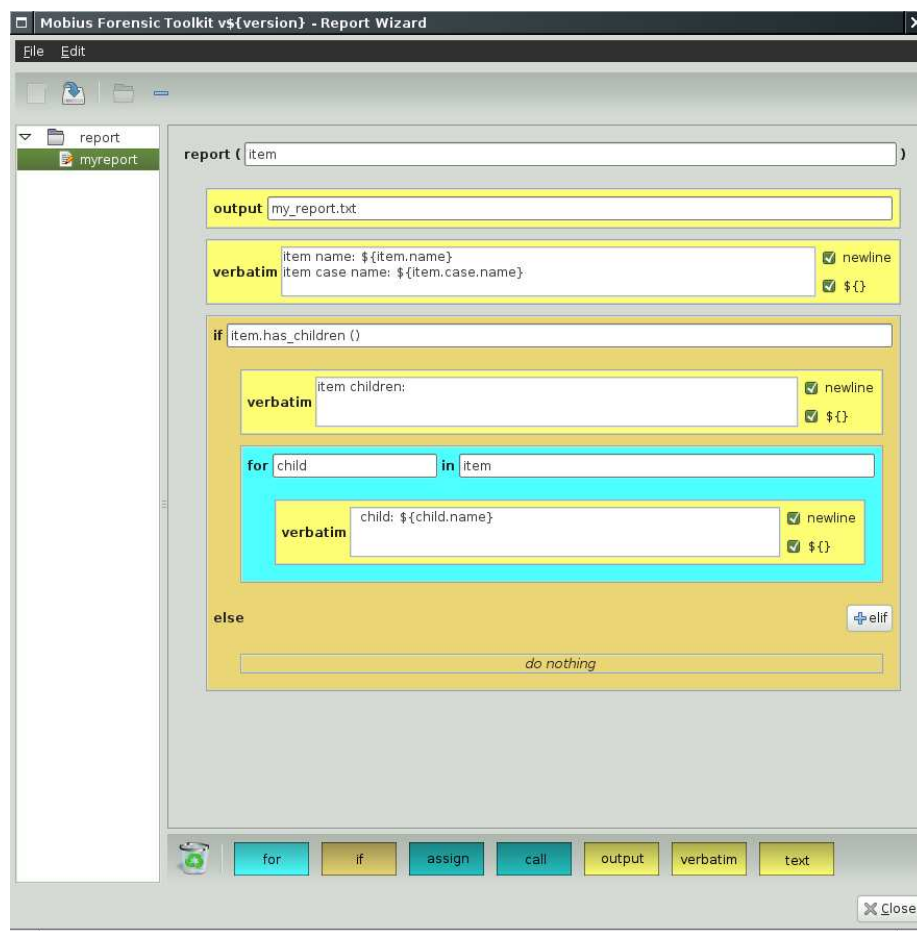 Mobius Forensic Toolkit v${version} - Report Wizard
File Edit
report
myreport
report ( item )
output my_report.txt
item name: ${item.name}
verbatim item case name: ${item.case.name}
newline
${}
if item.has_children ()
item children:
verbatim
newline
${}
for child in item
child: ${child.name}
verbatim
newline
${}
else
elif
do nothing
for if assign call output verbatim text
Close